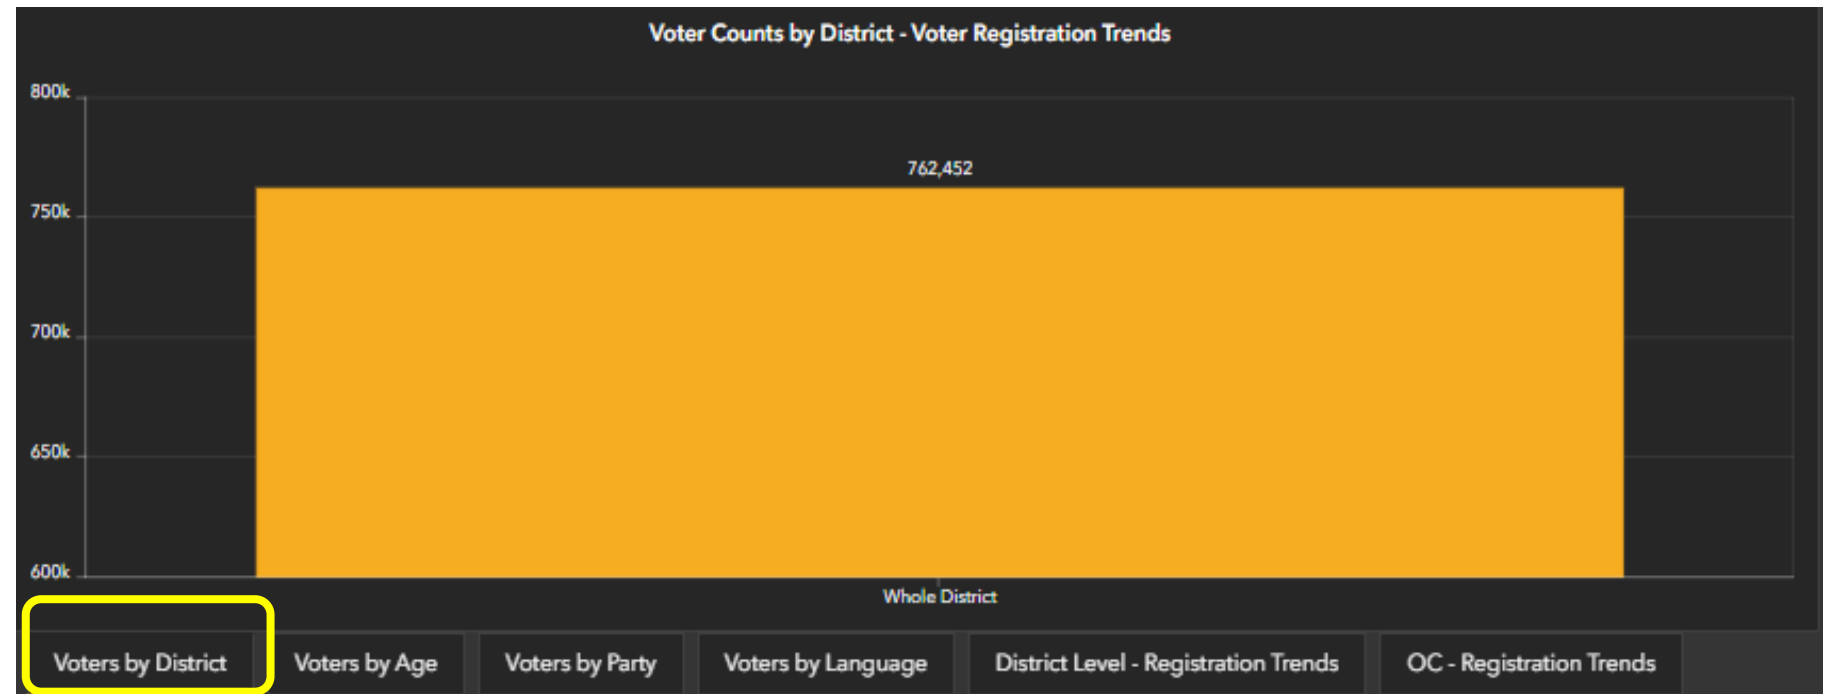 Voter Counts by District - Voter Registration Trends
800k
762,452
750k
700k
650k
600k
Whole District
Voters by District
Voters by Age
Voters by Party
Voters by Language
District Level - Registration Trends
OC - Registration Trends